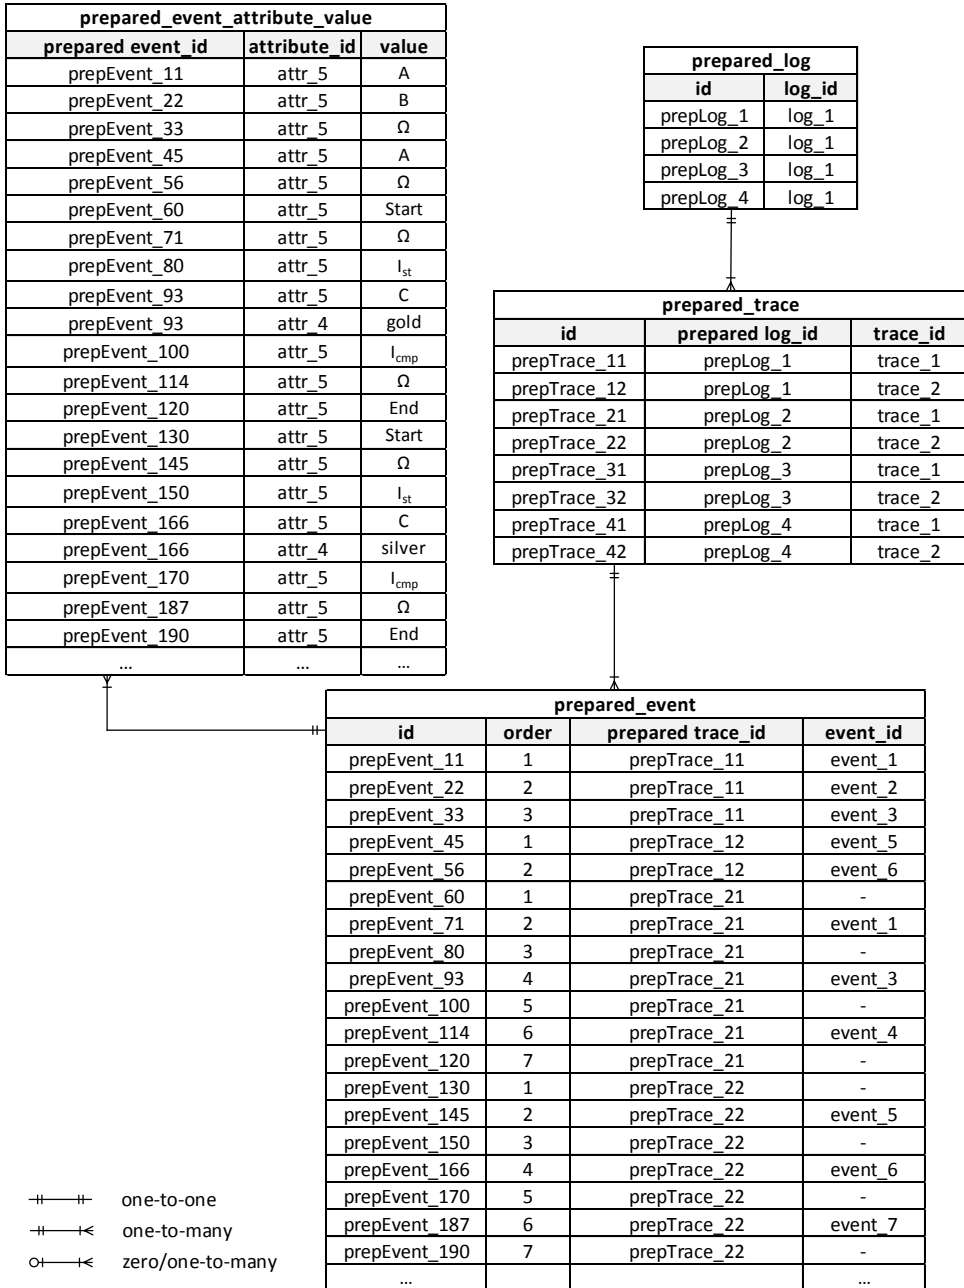 prepared_event_attribute_value
prepared event_id attribute_id value
prepEvent_11 attr_5 A
prepEvent_22 attr_5 B
prepEvent_33 attr_5 Ω
prepEvent_45 attr_5 A
prepEvent_56 attr_5 Ω
prepEvent_60 attr_5 Start
prepEvent_71 attr_5 Ω
prepEvent_80 attr_5 Ist
prepEvent_93 attr_5 C
prepEvent_93 attr_4 gold
prepEvent_100 attr_5 Icmp
prepEvent_114 attr_5 Ω
prepEvent_120 attr_5 End
prepEvent_130 attr_5 Start
prepEvent_145 attr_5 Ω
prepEvent_150 attr_5 Ist
prepEvent_166 attr_5 C
prepEvent_166 attr_4 silver
prepEvent_170 attr_5 Icmp
prepEvent_187 attr_5 Ω
prepEvent_190 attr_5 End
... ... ...
prepared_log
id log_id
prepLog_1 log_1
prepLog_2 log_1
prepLog_3 log_1
prepLog_4 log_1
prepared_trace
id prepared log_id trace_id
prepTrace_11 prepLog_1 trace_1
prepTrace_12 prepLog_1 trace_2
prepTrace_21 prepLog_2 trace_1
prepTrace_22 prepLog_2 trace_2
prepTrace_31 prepLog_3 trace_1
prepTrace_32 prepLog_3 trace_2
prepTrace_41 prepLog_4 trace_1
prepTrace_42 prepLog_4 trace_2
prepared_event
id order prepared trace_id event_id
prepEvent_11 1 prepTrace_11 event_1
prepEvent_22 2 prepTrace_11 event_2
prepEvent_33 3 prepTrace_11 event_3
prepEvent_45 1 prepTrace_12 event_5
prepEvent_56 2 prepTrace_12 event_6
prepEvent_60 1 prepTrace_21 -
prepEvent_71 2 prepTrace_21 event_1
prepEvent_80 3 prepTrace_21 -
prepEvent_93 4 prepTrace_21 event_3
prepEvent_100 5 prepTrace_21 -
prepEvent_114 6 prepTrace_21 event_4
prepEvent_120 7 prepTrace_21 -
prepEvent_130 1 prepTrace_22 -
prepEvent_145 2 prepTrace_22 event_5
prepEvent_150 3 prepTrace_22 -
prepEvent_166 4 prepTrace_22 event_6
prepEvent_170 5 prepTrace_22 -
prepEvent_187 6 prepTrace_22 event_7
prepEvent_190 7 prepTrace_22 -
... ...
one-to-one
one-to-many
zero/one-to-many